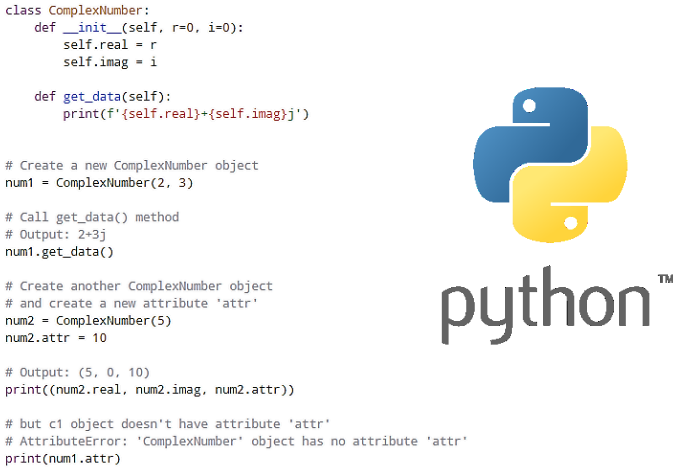 class ComplexNumber:
    def __init__(self, r=0, i=0):
        self.real = r
        self.imag = i

    def get_data(self):
        print(f'{self.real}+{self.imag}j')

# Create a new ComplexNumber object
num1 = ComplexNumber(2, 3)

# Call get_data() method
# Output: 2+3j
num1.get_data()

# Create another ComplexNumber object
# and create a new attribute 'attr'
num2 = ComplexNumber(5)
num2.attr = 10

# Output: (5, 0, 10)
print((num2.real, num2.imag, num2.attr))

# but c1 object doesn't have attribute 'attr'
# AttributeError: 'ComplexNumber' object has no attribute 'attr'
print(num1.attr)
python™